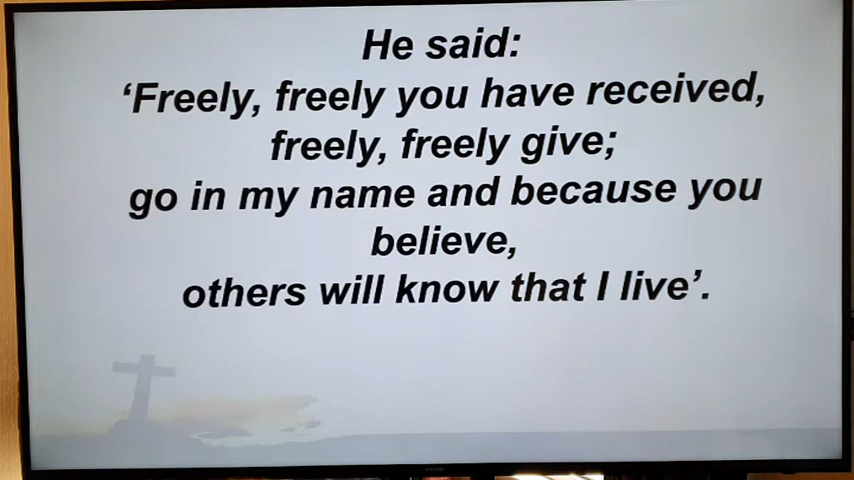 He said:
‘Freely, freely you have received,
freely, freely give;
go in my name and because you
believe,
others will know that I live’.